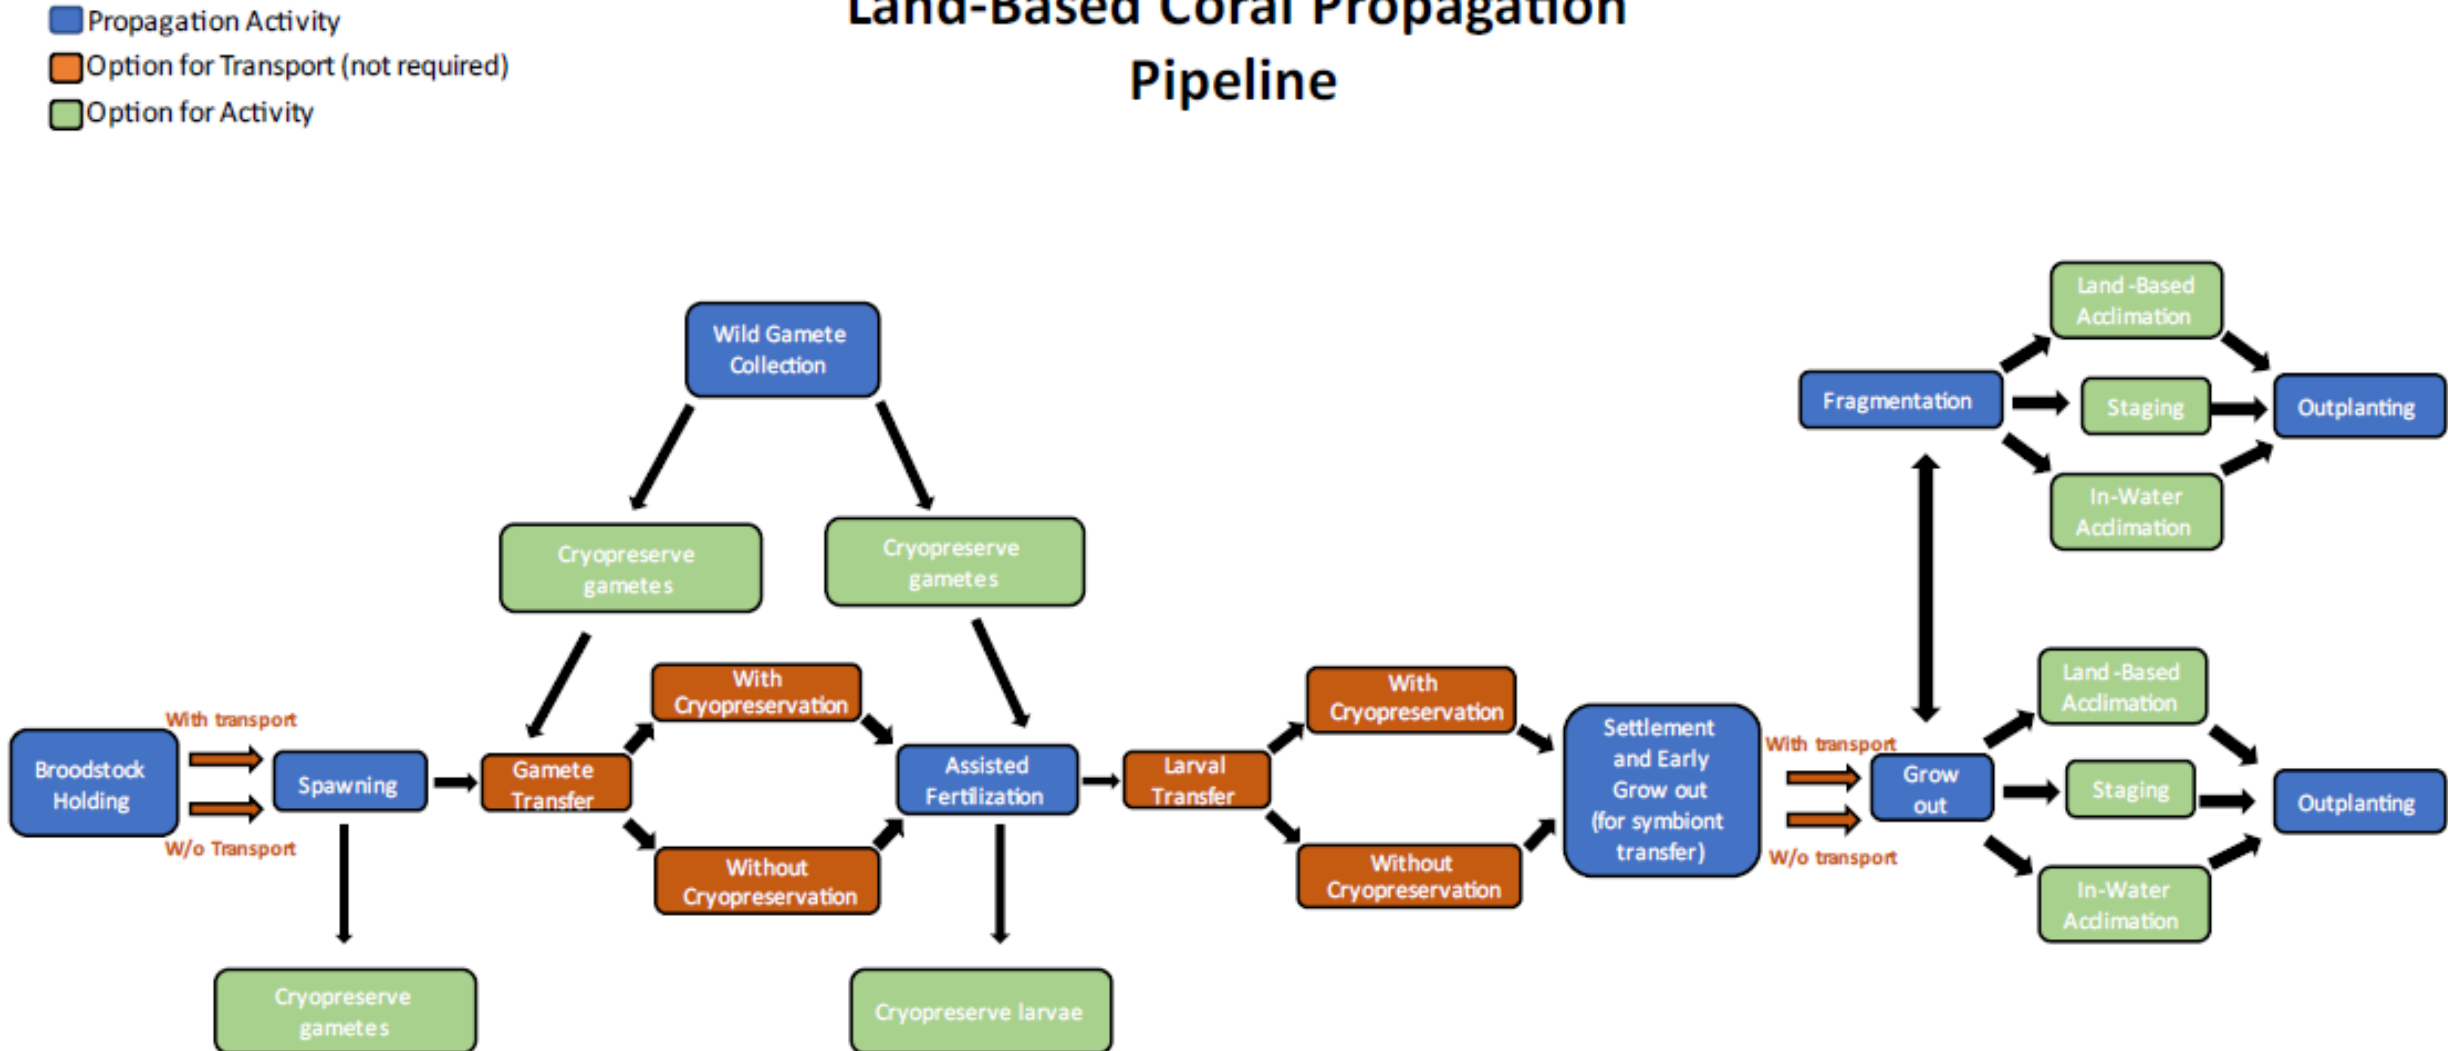 Land-Based Coral Propagation
Pipeline
Propagation Activity
Option for Transport (not required)
Option for Activity
Wild Gamete
Collection
Cryopreserve
gametes
Cryopreserve
gametes
Broodstock
Holding
With transport
W/o Transport
Spawning
Cryopreserve
gametes
Gamete
Transfer
With
Cryopreservation
Without
Cryopreservation
Assisted
Fertilization
Cryopreserve larvae
Larval
Transfer
With
Cryopreservation
Without
Cryopreservation
Settlement
and Early
Grow out
(for symbiont
transfer)
With transport
W/o transport
Grow
out
Land -Based
Acclimation
Staging
In-Water
Acclimation
Outplanting
Fragmentation
Land -Based
Acclimation
Staging
In-Water
Acclimation
Outplanting